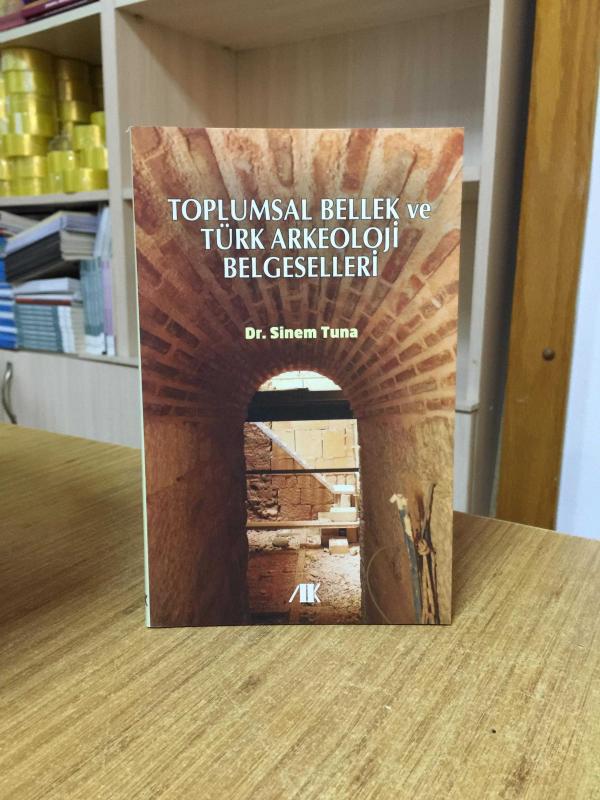 TOPLUMSAL BELLEK ve
TÜRK ARKEOLOJİ
BELGESELLERİ
Dr. Sinem Tuna
AK